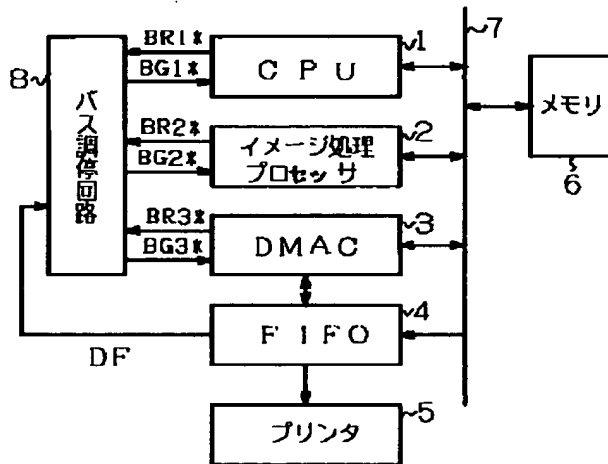 BR1*
BG1*
CPU
1
7
8
バス調停回路
BR2*
BG2*
イメージ処理
プロセッサ
2
メモリ
6
BR3*
BG3*
DMAC
3
FIFO
4
DF
プリンタ
5